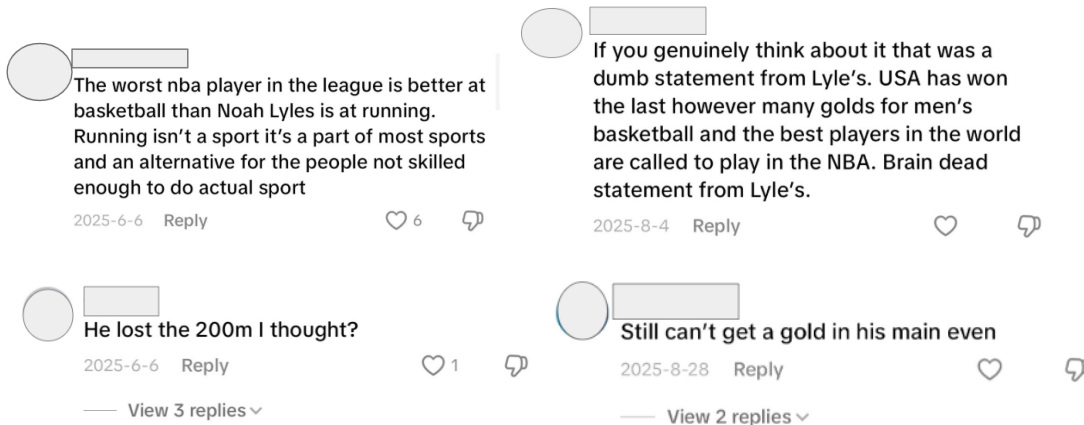 The worst nba player in the league is better at
basketball than Noah Lyles is at running.
Running isn’t a sport it’s a part of most sports
and an alternative for the people not skilled
enough to do actual sport
2025-6-6 Reply 6
If you genuinely think about it that was a
dumb statement from Lyle’s. USA has won
the last however many golds for men’s
basketball and the best players in the world
are called to play in the NBA. Brain dead
statement from Lyle’s.
2025-8-4 Reply
He lost the 200m I thought?
2025-6-6 Reply 1
View 3 replies
Still can’t get a gold in his main even
2025-8-28 Reply
View 2 replies